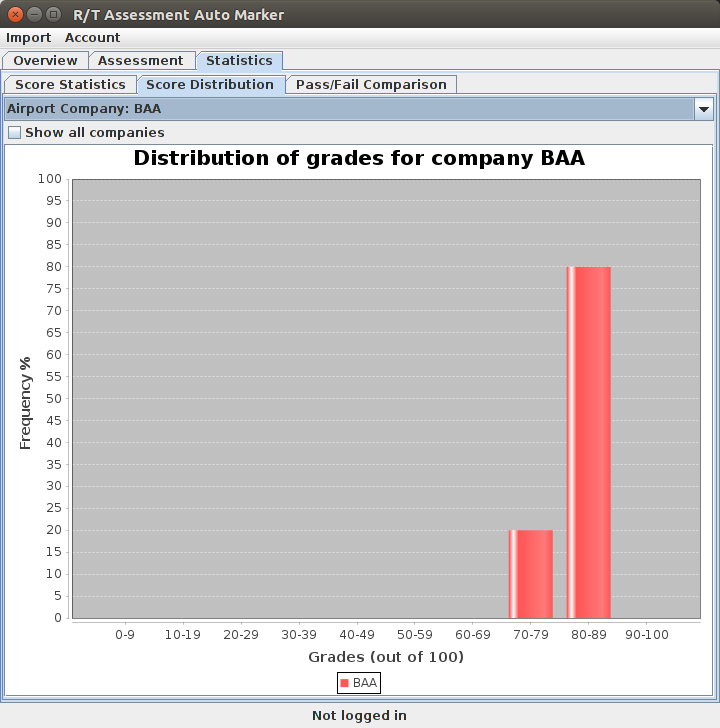 R/T Assessment Auto Marker
Import Account
Overview Assessment Statistics
Score Statistics Score Distribution Pass/Fail Comparison
Airport Company: BAA
Show all companies
Distribution of grades for company BAA
100
95
90
85
80
75
70
65
60
55
50
45
40
35
30
25
20
15
10
5
0
Frequency %
0-9 10-19 20-29 30-39 40-49 50-59 60-69 70-79 80-89 90-100
Grades (out of 100)
BAA
Not logged in